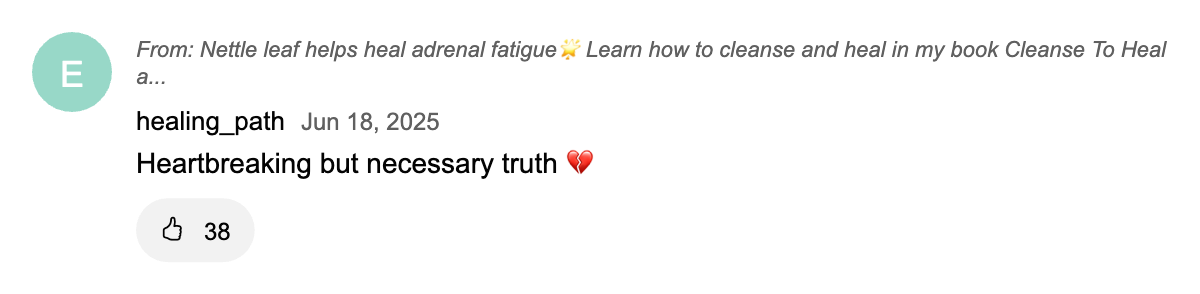 E
From: Nettle leaf helps heal adrenal fatigue🌟 Learn how to cleanse and heal in my book Cleanse To Heal
a...
healing_path Jun 18, 2025
Heartbreaking but necessary truth 💔
38